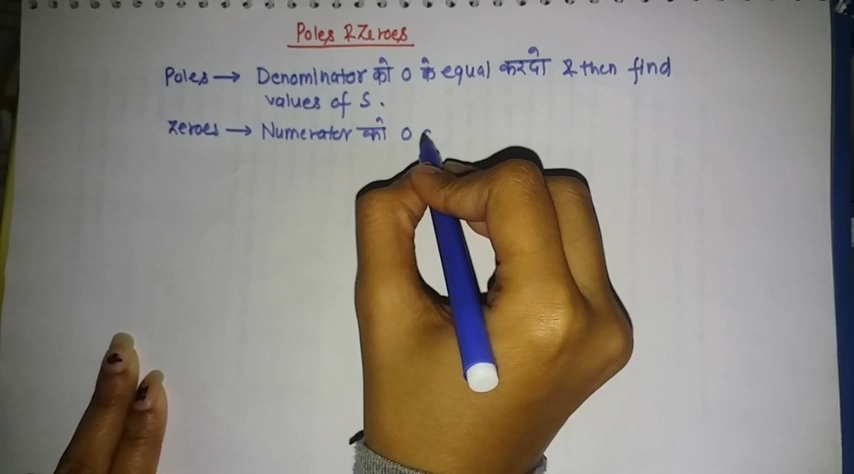 Poles & Zeroes
Poles → Denominator को 0 के equal करदो & then find
values of S.
Zeroes → Numerator को 0